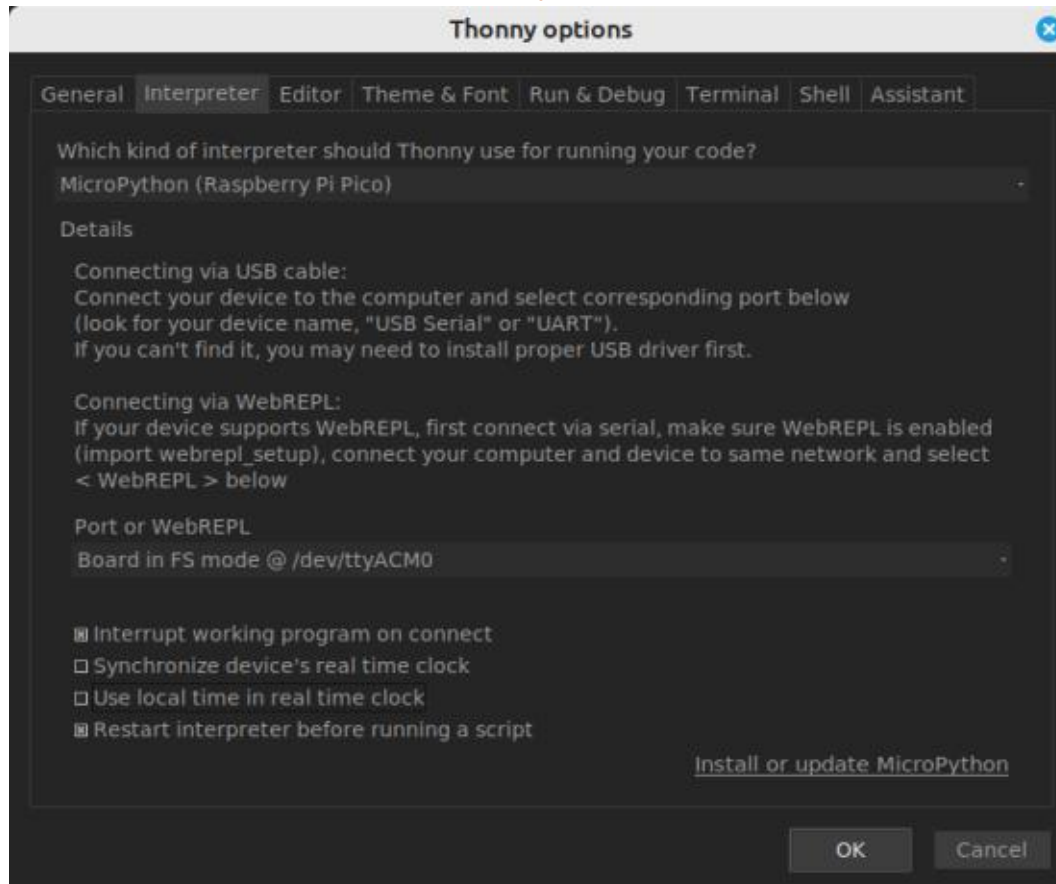 Thonny options
General Interpreter Editor Theme & Font Run & Debug Terminal Shell Assistant
Which kind of interpreter should Thonny use for running your code?
MicroPython (Raspberry Pi Pico)
Details
Connecting via USB cable:
Connect your device to the computer and select corresponding port below
(look for your device name, "USB Serial" or "UART").
If you can't find it, you may need to install proper USB driver first.
Connecting via WebREPL:
If your device supports WebREPL, first connect via serial, make sure WebREPL is enabled
(import webrepl_setup), connect your computer and device to same network and select
< WebREPL > below
Port or WebREPL
Board in FS mode @ /dev/ttyACM0
Interrupt working program on connect
Synchronize device's real time clock
Use local time in real time clock
Restart interpreter before running a script
Install or update MicroPython
OK Cancel